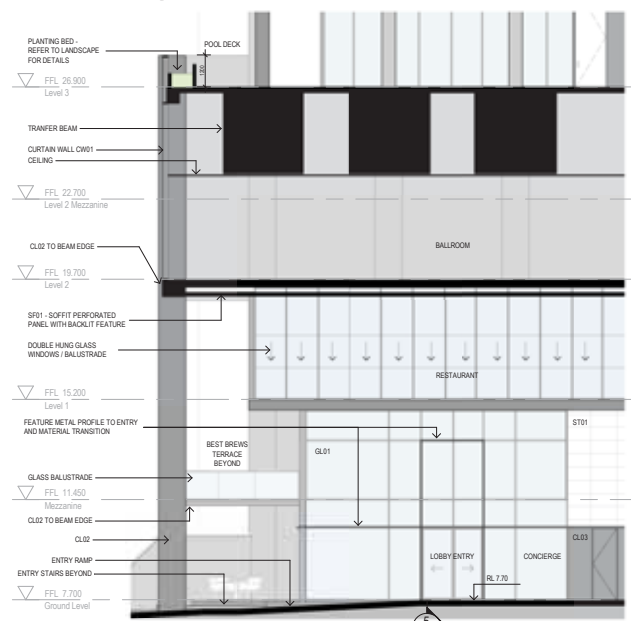 PLANTING BED -
REFER TO LANDSCAPE
FOR DETAILS
POOL DECK
1200
FFL 26.900
Level 3
TRANFER BEAM
CURTAIN WALL CW01
CEILING
FFL 22.700
Level 2 Mezzanine
BALLROOM
CL02 TO BEAM EDGE
FFL 19.700
Level 2
SF01 - SOFFIT PERFORATED
PANEL WITH BACKLIT FEATURE
DOUBLE HUNG GLASS
WINDOWS / BALUSTRADE
RESTAURANT
FFL 15.200
Level 1
FEATURE METAL PROFILE TO ENTRY
AND MATERIAL TRANSITION
ST01
BEST BREWS
TERRACE
BEYOND
GL01
GLASS BALUSTRADE
FFL 11.450
Mezzanine
CL02 TO BEAM EDGE
CL02
CL03
LOBBY ENTRY
CONCIERGE
ENTRY RAMP
ENTRY STAIRS BEYOND
RL 7.70
FFL 7.700
Ground Level